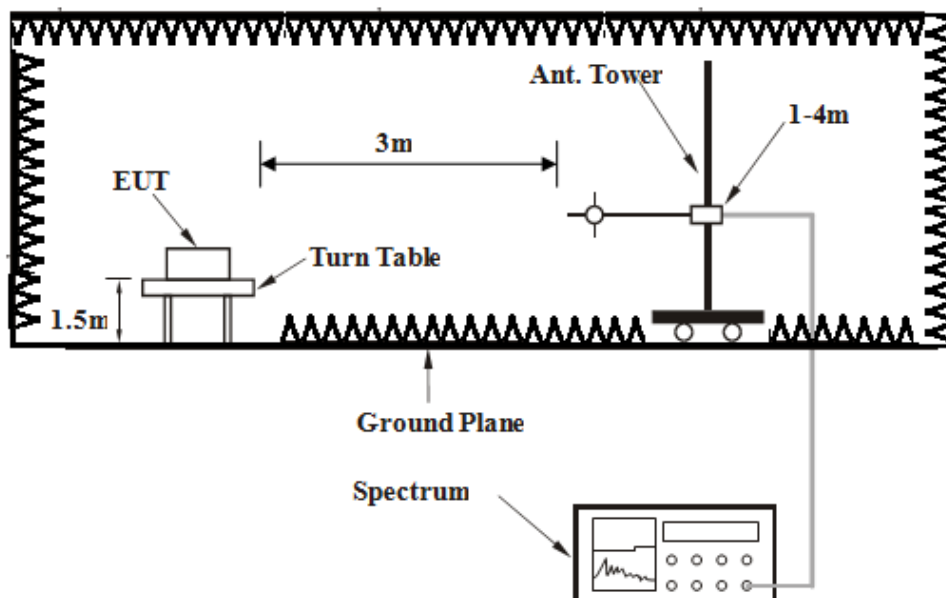 Ant. Tower
1-4m
3m
EUT
Turn Table
1.5m
Ground Plane
Spectrum